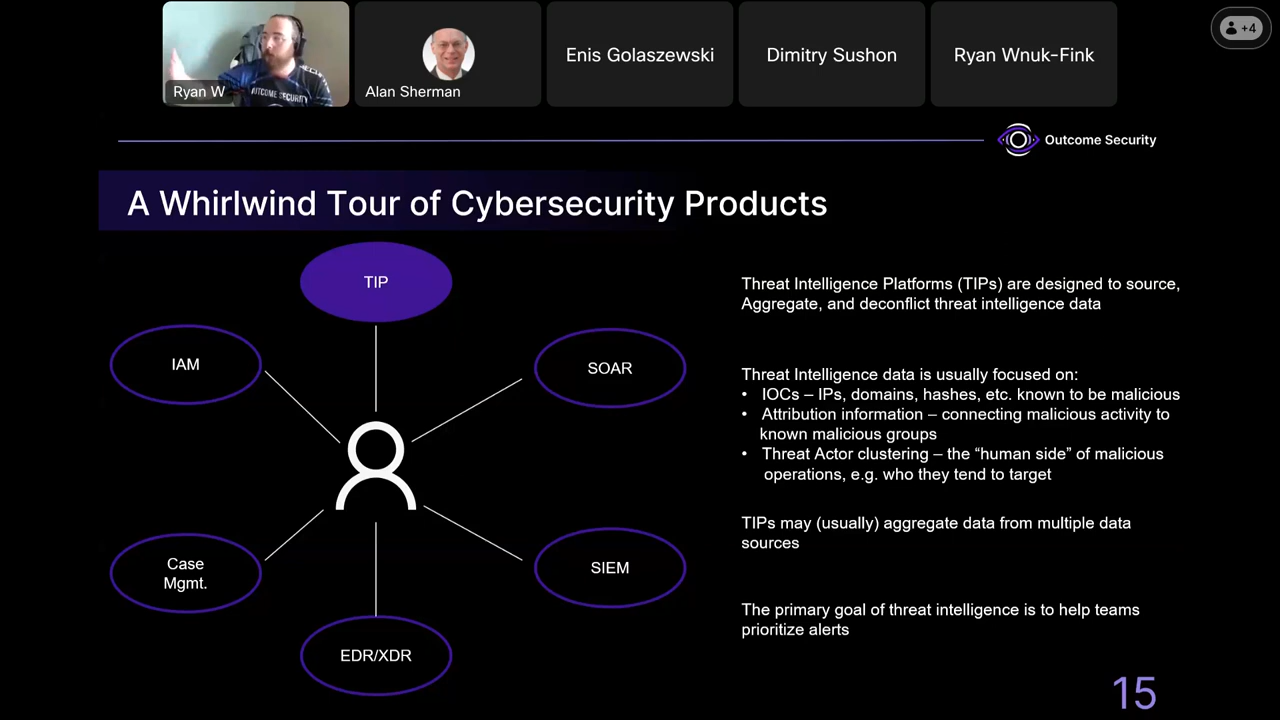 Ryan W
OUTCOME SECURITY
Alan Sherman
Enis Golaszewski
Dimitry Sushon
Ryan Wnuk-Fink
+4
Outcome Security
A Whirlwind Tour of Cybersecurity Products
TIP
IAM
SOAR
Case
Mgmt.
SIEM
EDR/XDR
Threat Intelligence Platforms (TIPs) are designed to source,
Aggregate, and deconflict threat intelligence data
Threat Intelligence data is usually focused on:
• IOCs – IPs, domains, hashes, etc. known to be malicious
• Attribution information – connecting malicious activity to
known malicious groups
• Threat Actor clustering – the “human side” of malicious
operations, e.g. who they tend to target
TIPs may (usually) aggregate data from multiple data
sources
The primary goal of threat intelligence is to help teams
prioritize alerts
15